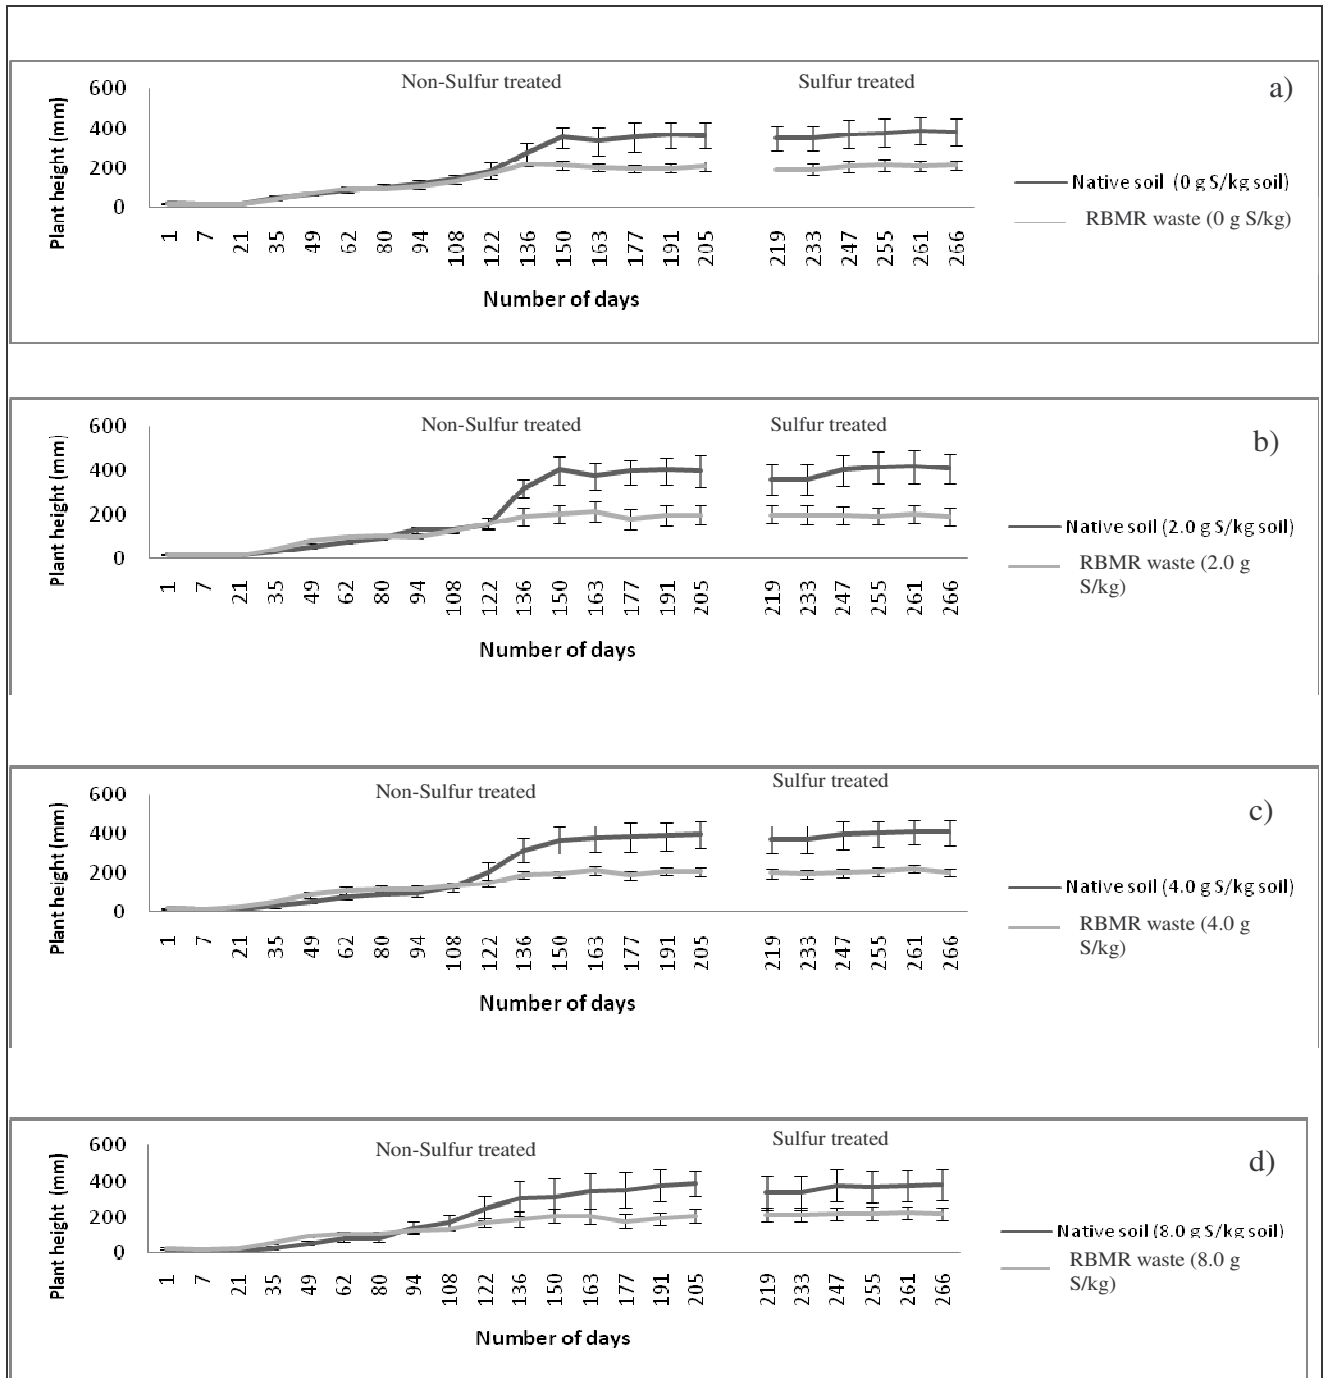 Non-Sulfur treated
Sulfur treated
a)
Plant height (mm)
600
400
200
0
1 7 21 35 49 62 80 94 108 122 136 150 163 177 191 205 219 233 247 255 261 266
Number of days
Native soil (0 g S/kg soil)
RBMR waste (0 g S/kg)
Non-Sulfur treated
Sulfur treated
b)
Plant height (mm)
600
400
200
0
1 7 21 35 49 62 80 94 108 122 136 150 163 177 191 205 219 233 247 255 261 266
Number of days
Native soil (2.0 g S/kg soil)
RBMR waste (2.0 g
S/kg)
Non-Sulfur treated
Sulfur treated
c)
Plant height (mm)
600
400
200
0
1 7 21 35 49 62 80 94 108 122 136 150 163 177 191 205 219 233 247 255 261 266
Number of days
Native soil (4.0 g S/kg soil)
RBMR waste (4.0 g
S/kg)
Non-Sulfur treated
Sulfur treated
d)
Plant height (mm)
600
400
200
0
1 7 21 35 49 62 80 94 108 122 136 150 163 177 191 205 219 233 247 255 261 266
Number of days
Native soil (8.0 g S/kg soil)
RBMR waste (8.0 g
S/kg)